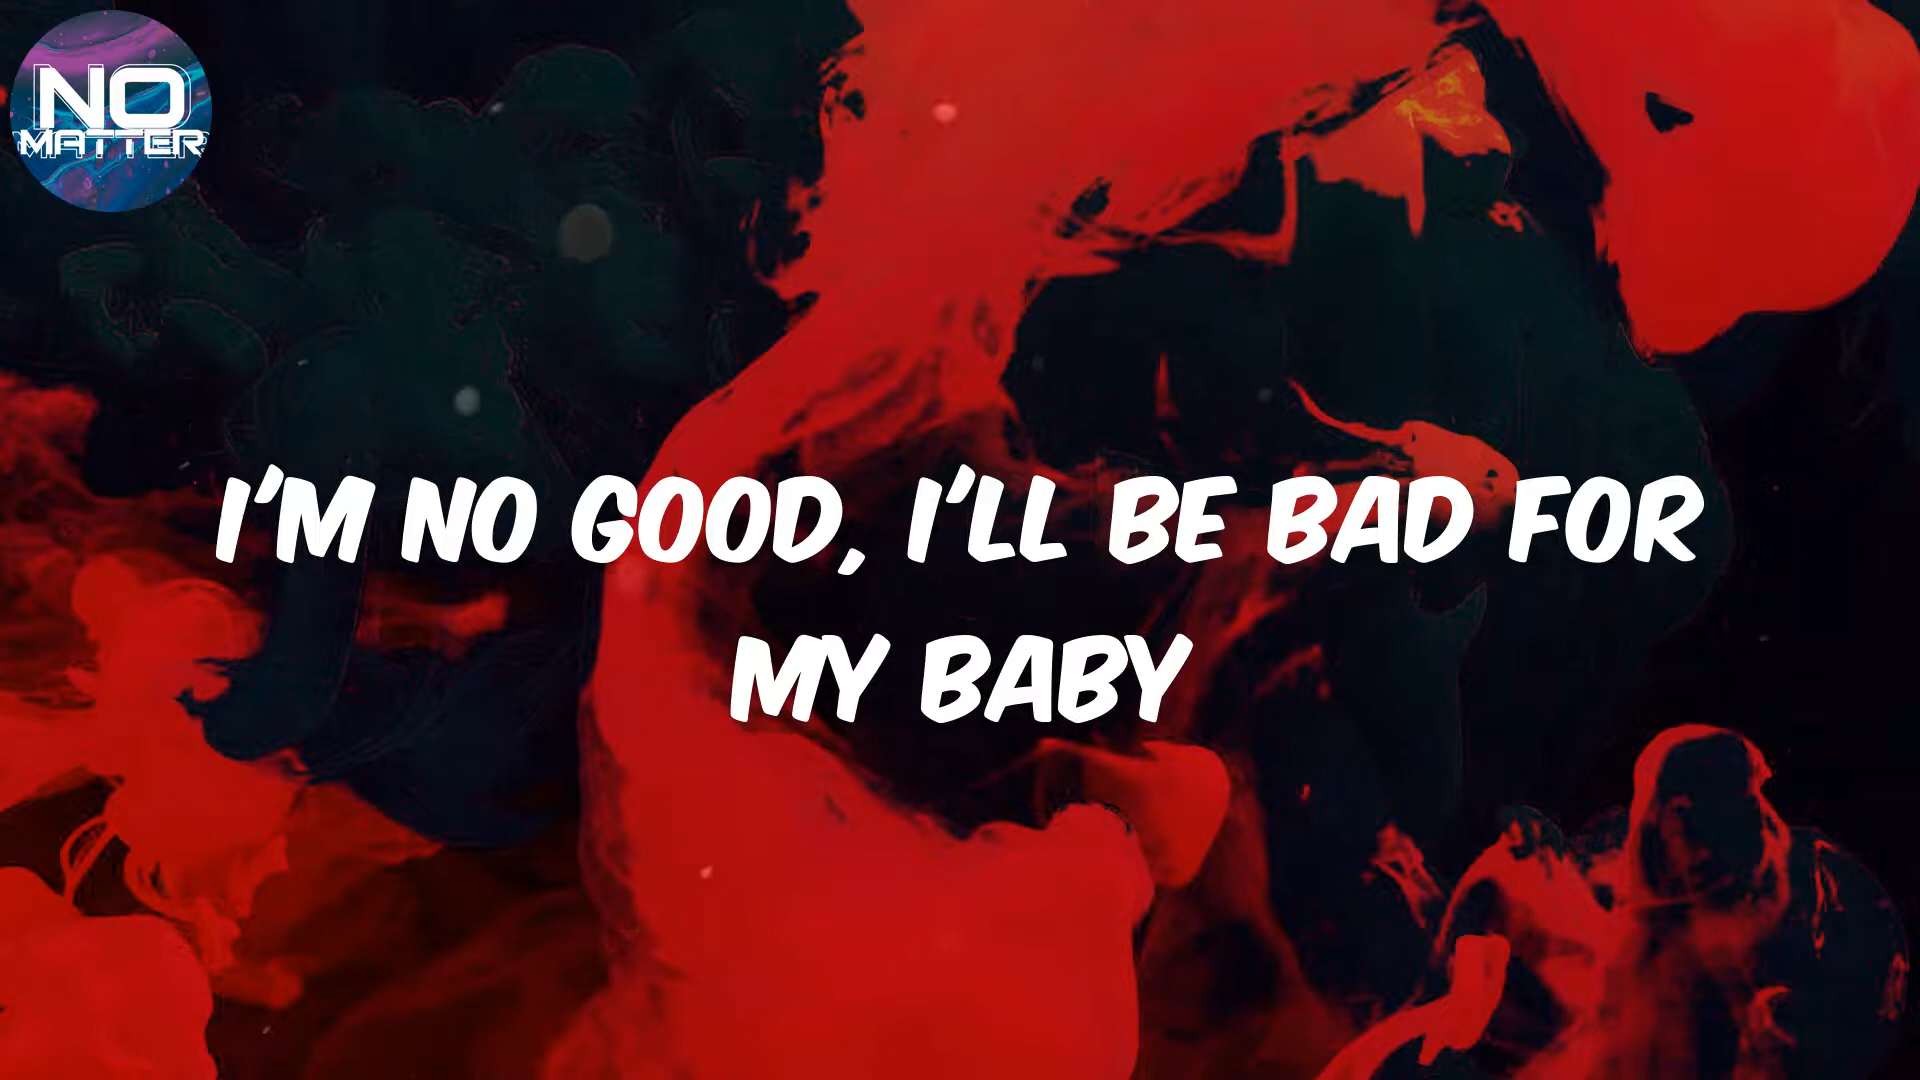 NO
MATTER
I'M NO GOOD, I'LL BE BAD FOR
MY BABY